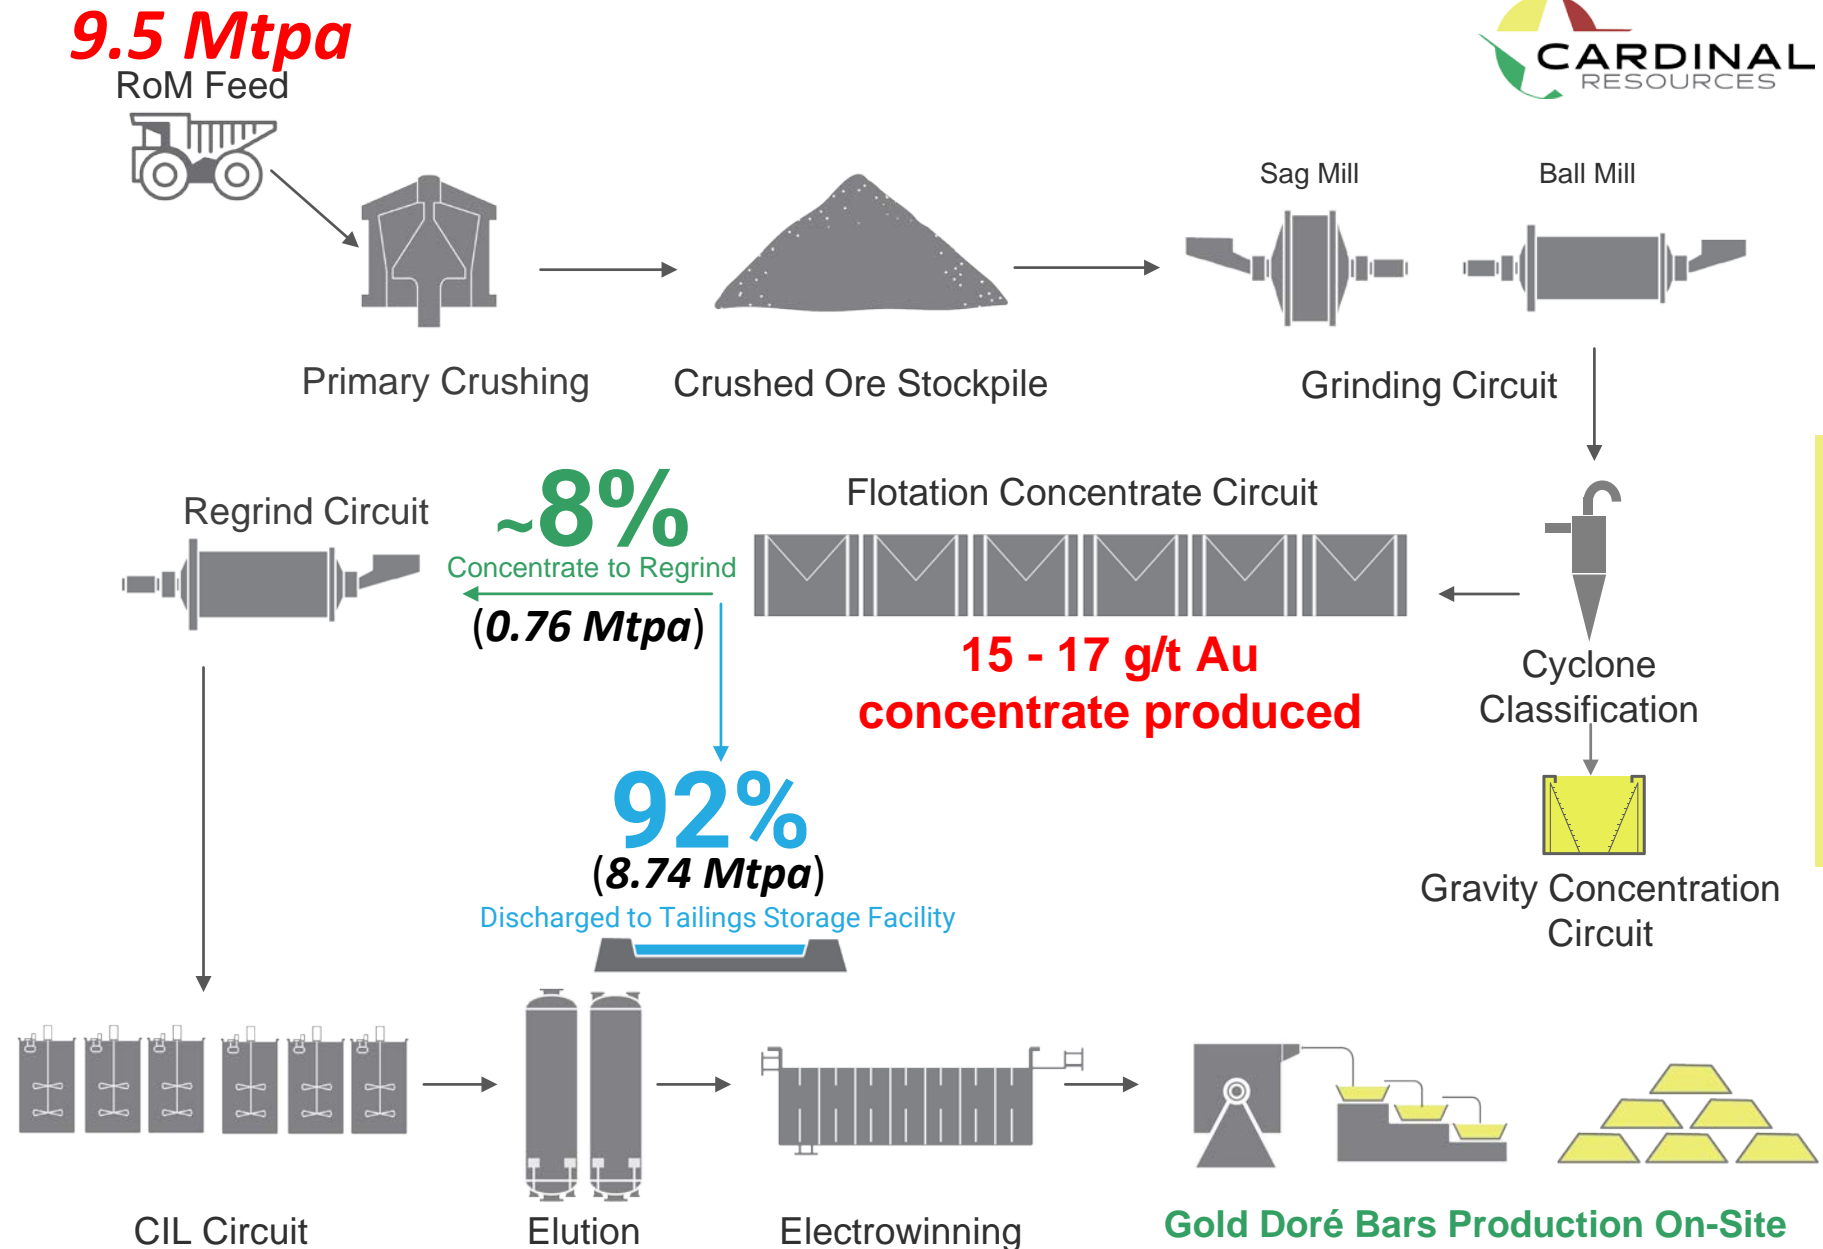 9.5 Mtpa
RoM Feed
CARDINAL
RESOURCES
Sag Mill
Ball Mill
Primary Crushing
Crushed Ore Stockpile
Grinding Circuit
Regrind Circuit
~8%
Concentrate to Regrind
(0.76 Mtpa)
Flotation Concentrate Circuit
15 - 17 g/t Au
concentrate produced
Cyclone
Classification
92%
(8.74 Mtpa)
Discharged to Tailings Storage Facility
Gravity Concentration
Circuit
CIL Circuit
Elution
Electrowinning
Gold Doré Bars Production On-Site